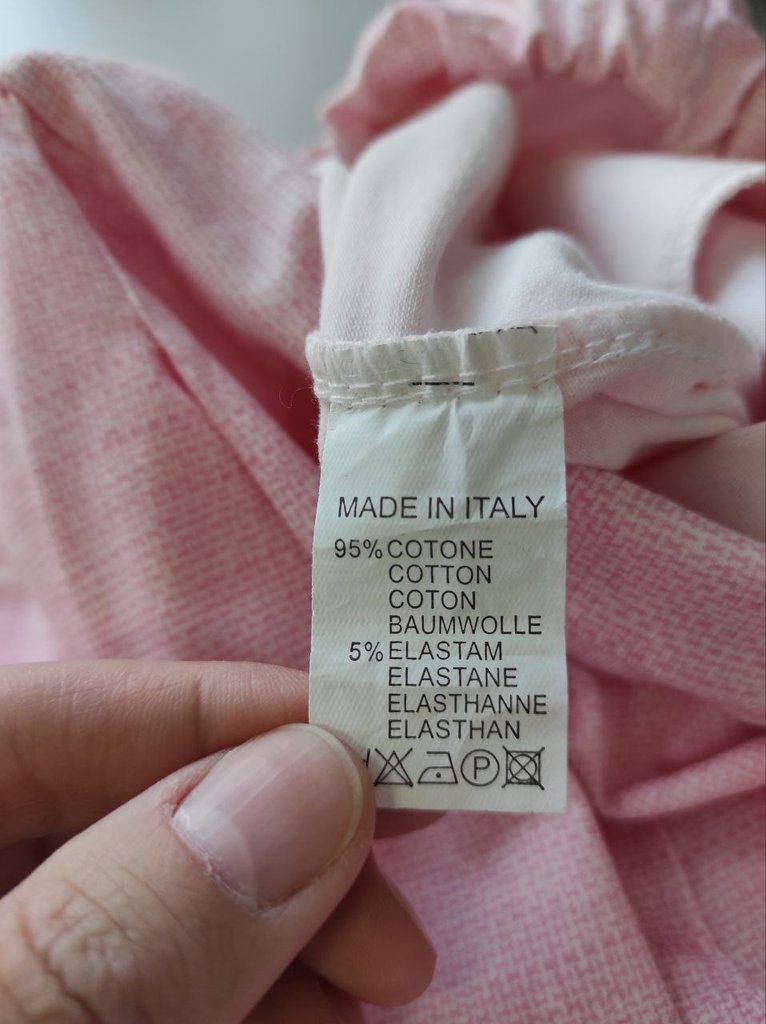 MADE IN ITALY
95% COTONE
COTTON
COTON
BAUMWOLLE
5% ELASTAM
ELASTANE
ELASTHANNE
ELASTHAN
P